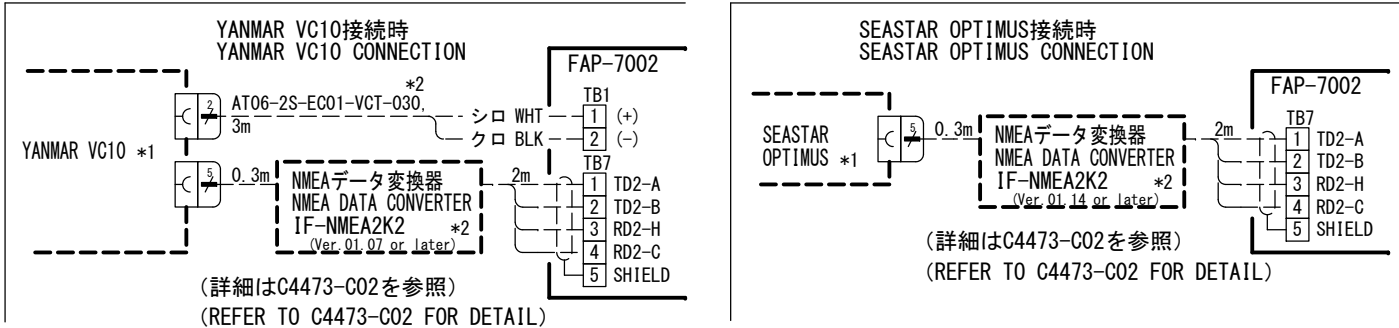 YANMAR VC10接続時
YANMAR VC10 CONNECTION
FAP-7002
*2
AT06-2S-EC01-VCT-030,
3m
2
シロ WHT
クロ BLK
TB1
1 (+)
2 (-)
YANMAR VC10 *1
5
0.3m
NMEAデータ変換器
NMEA DATA CONVERTER
IF-NMEA2K2 *2
(Ver.01.07 or later)
2m
TB7
1 TD2-A
2 TD2-B
3 RD2-H
4 RD2-C
5 SHIELD
(詳細はC4473-C02を参照)
(REFER TO C4473-C02 FOR DETAIL)
SEASTAR OPTIMUS接続時
SEASTAR OPTIMUS CONNECTION
FAP-7002
SEASTAR
OPTIMUS *1
5
0.3m
NMEAデータ変換器
NMEA DATA CONVERTER
IF-NMEA2K2 *2
(Ver.01.14 or later)
2m
TB7
1 TD2-A
2 TD2-B
3 RD2-H
4 RD2-C
5 SHIELD
(詳細はC4473-C02を参照)
(REFER TO C4473-C02 FOR DETAIL)